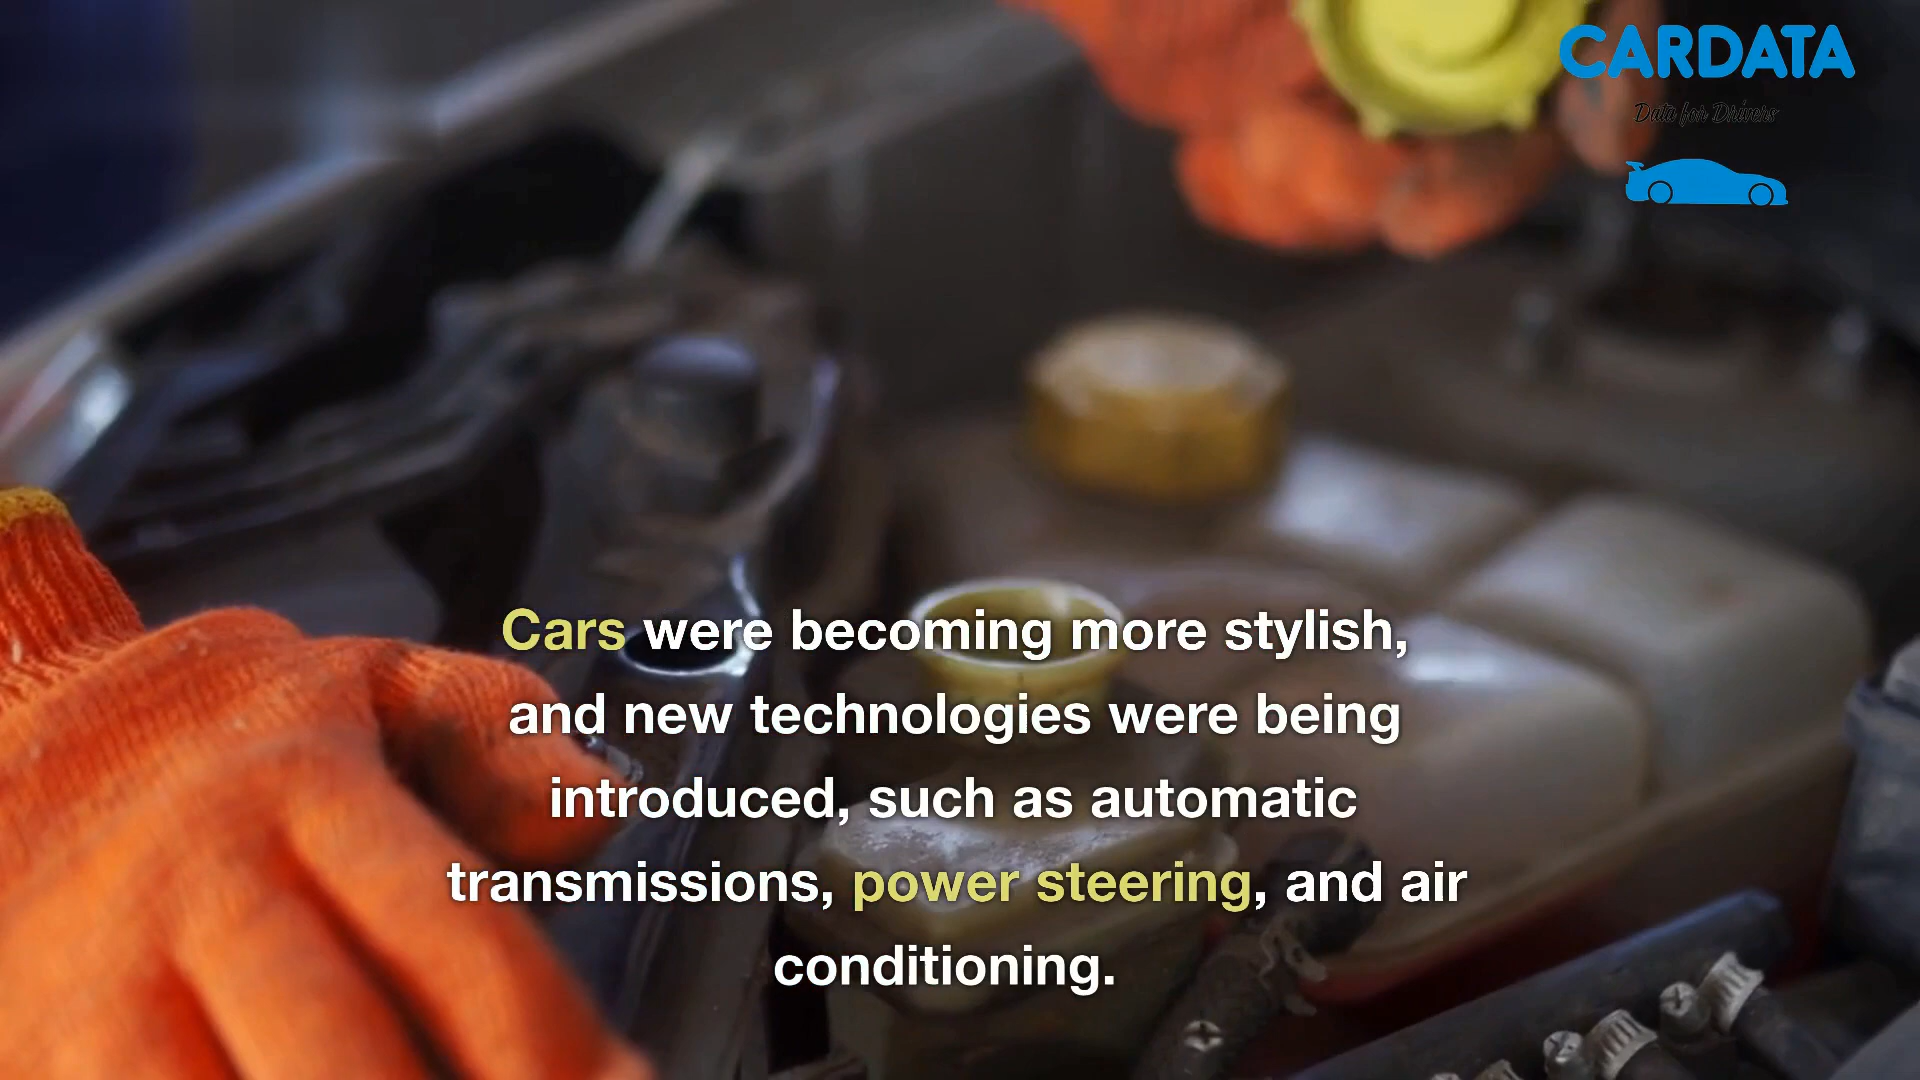 CARDATA
Data for Drivers
Cars were becoming more stylish,
and new technologies were being
introduced, such as automatic
transmissions, power steering, and air
conditioning.